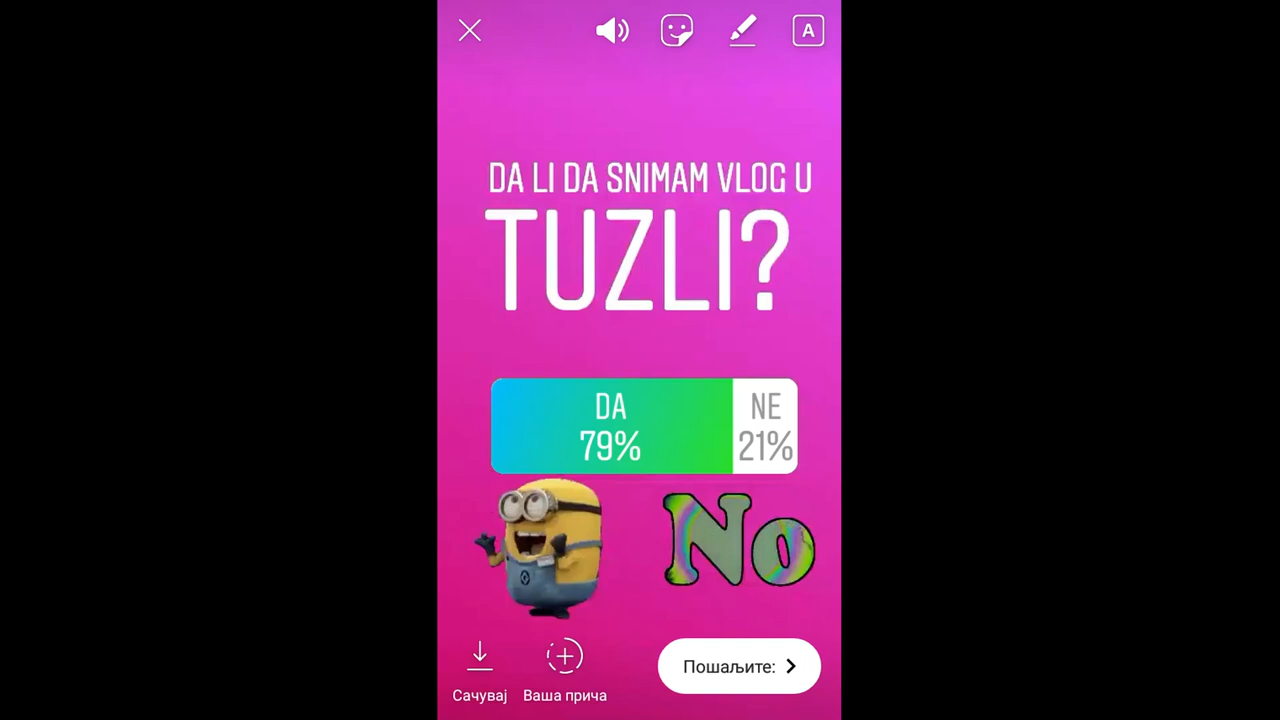 A
DA LI DA SNIMAM VLOG U
TUZLI?
DA NE
79% 21%
No
Сачувај Ваша прича Пошаљите: